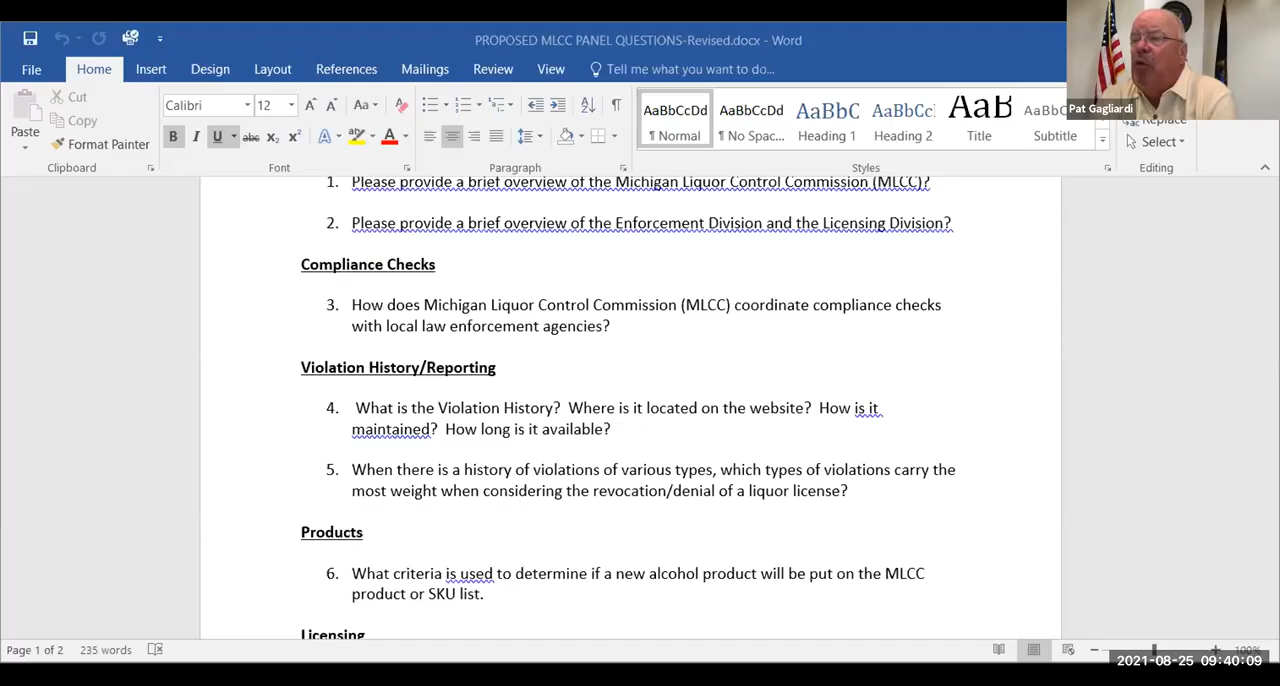 PROPOSED MLCC PANEL QUESTIONS-Revised.docx - Word
File Home Insert Design Layout References Mailings Review View Tell me what you want to do...
Pat Gagliardi
Cut
Copy
Format Painter
Paste
Calibri 12
AaBbCcDd AaBbCcDd AaBbC AaBbCc AaB AaBbC
¶ Normal ¶ No Spac... Heading 1 Heading 2 Title Subtitle
Replace
Select
Clipboard Font Paragraph Styles Editing
1. Please provide a brief overview of the Michigan Liquor Control Commission (MLCC)?
2. Please provide a brief overview of the Enforcement Division and the Licensing Division?
Compliance Checks
3. How does Michigan Liquor Control Commission (MLCC) coordinate compliance checks
with local law enforcement agencies?
Violation History/Reporting
4. What is the Violation History? Where is it located on the website? How is it
maintained? How long is it available?
5. When there is a history of violations of various types, which types of violations carry the
most weight when considering the revocation/denial of a liquor license?
Products
6. What criteria is used to determine if a new alcohol product will be put on the MLCC
product or SKU list.
Licensing
Page 1 of 2 235 words 100%
2021-08-25 09:40:09